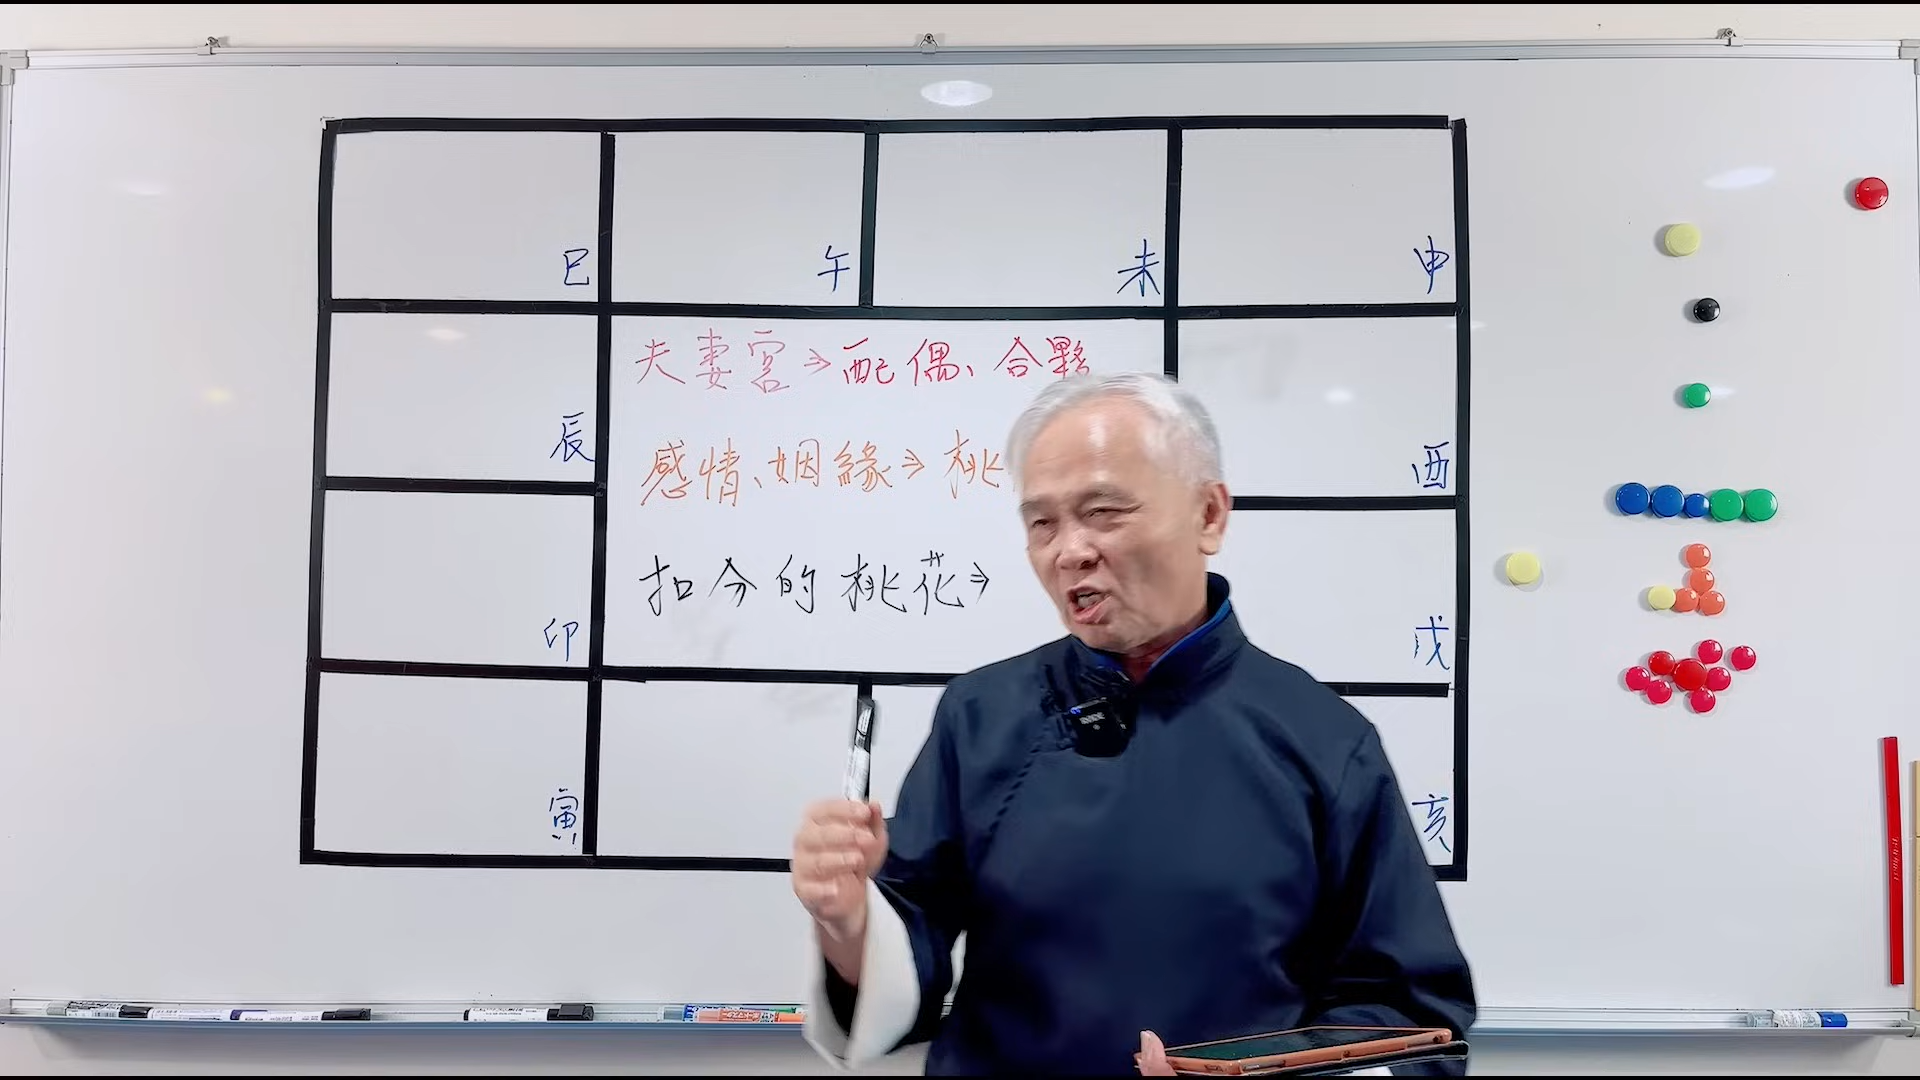 巳
午
未
申
夫妻宮⇒配偶、合夥
辰
感情、姻緣⇒桃
酉
扣分的桃花⇒
卯
戌
寅
亥